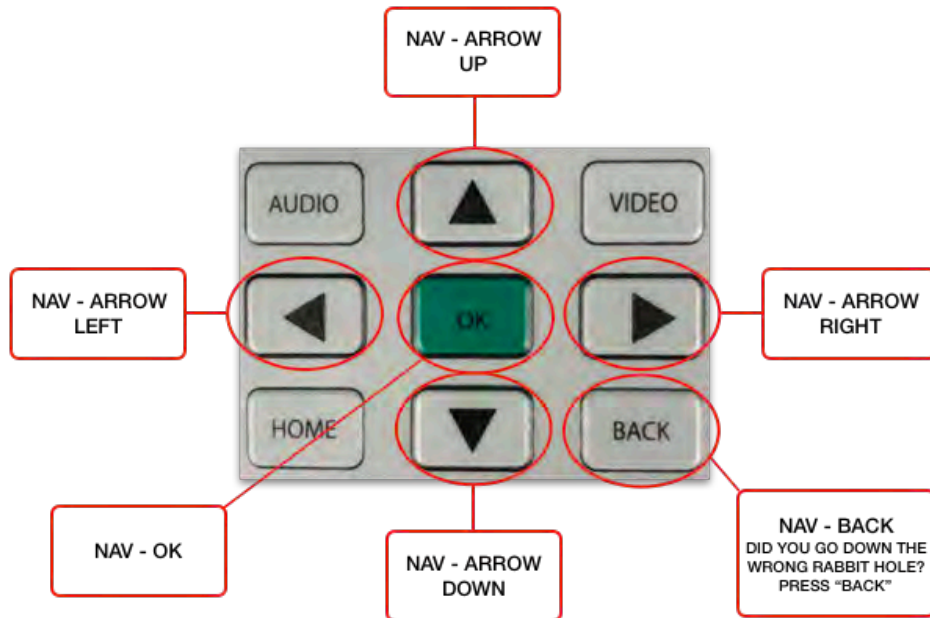 NAV - ARROW
UP
AUDIO
VIDEO
NAV - ARROW
LEFT
OK
NAV - ARROW
RIGHT
HOME
BACK
NAV - OK
NAV - ARROW
DOWN
NAV - BACK
DID YOU GO DOWN THE
WRONG RABBIT HOLE?
PRESS “BACK”